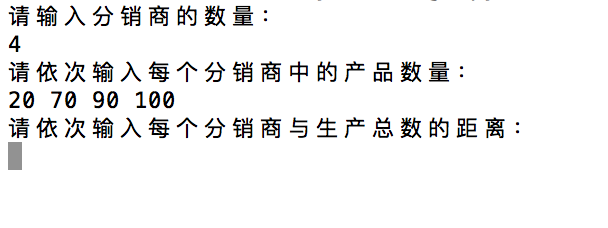 请输入分销商的数量：
4
请依次输入每个分销商中的产品数量：
20 70 90 100
请依次输入每个分销商与生产总数的距离：